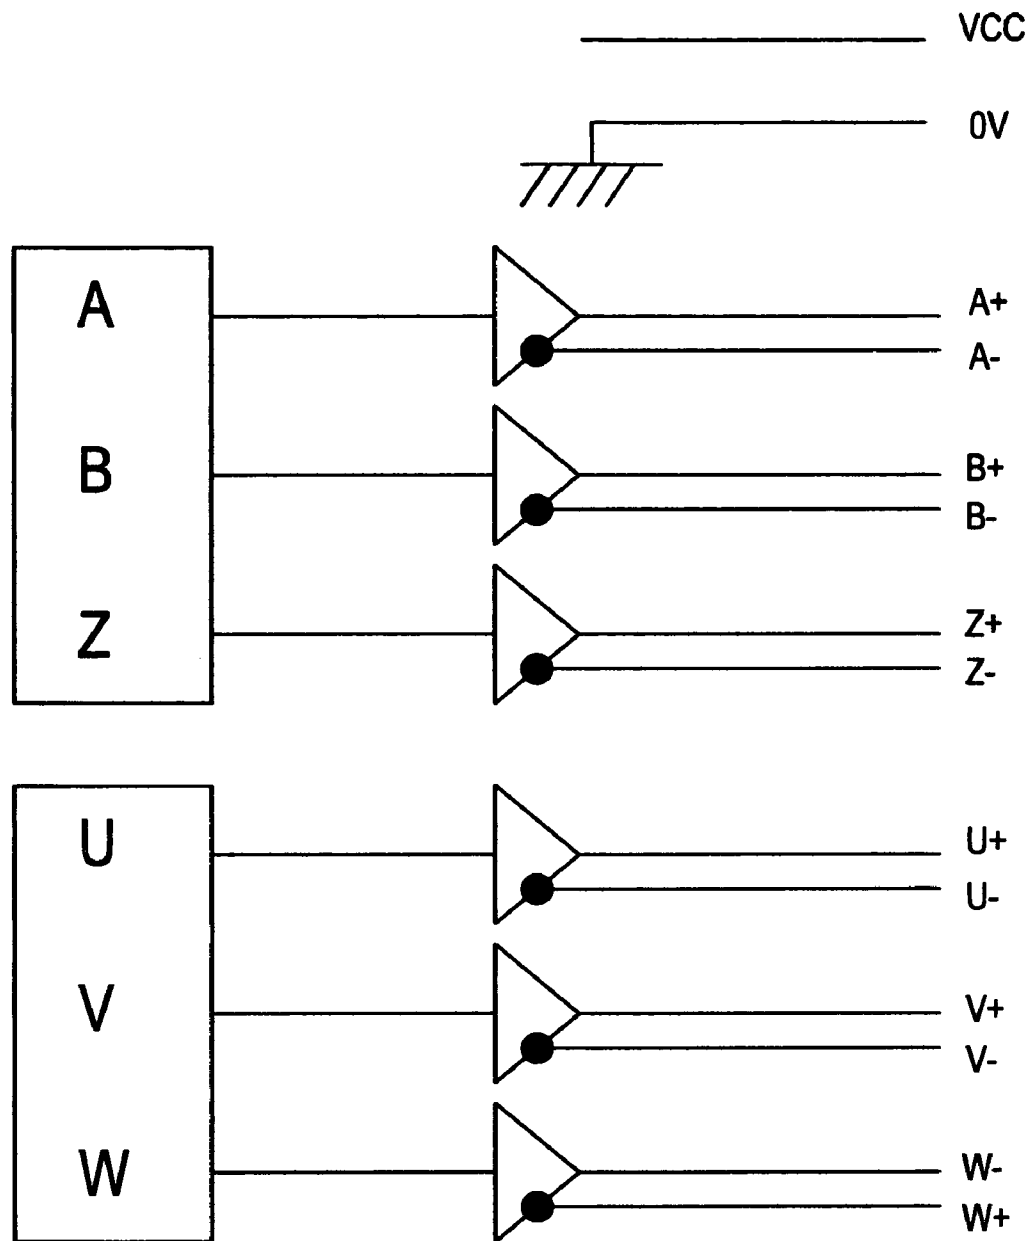 VCC
0V
A
A+
A-
B
B+
B-
Z
Z+
Z-
U
U+
U-
V
V+
V-
W
W-
W+